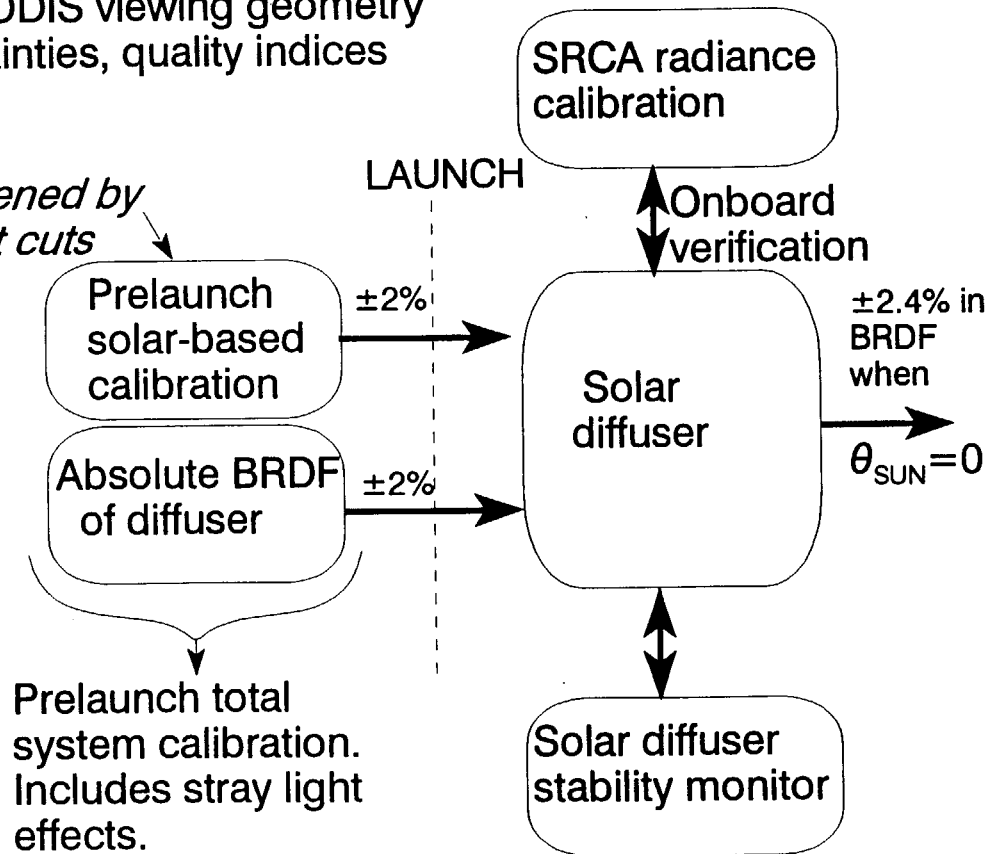 viewing geometry
quality indices
SRCA radiance
calibration
LAUNCH
by
cuts
Onboard
verification
Prelaunch
solar-based
calibration
±2%
±2.4% in
BRDF
when
θSUN=0
Solar
diffuser
Absolute BRDF
of diffuser
±2%
Prelaunch total
system calibration.
Includes stray light
effects.
Solar diffuser
stability monitor